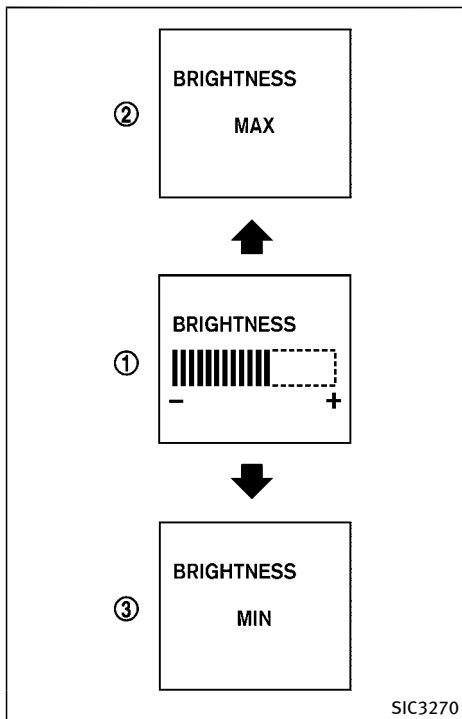 BRIGHTNESS
② MAX
BRIGHTNESS
①
− +
BRIGHTNESS
③ MIN
SIC3270